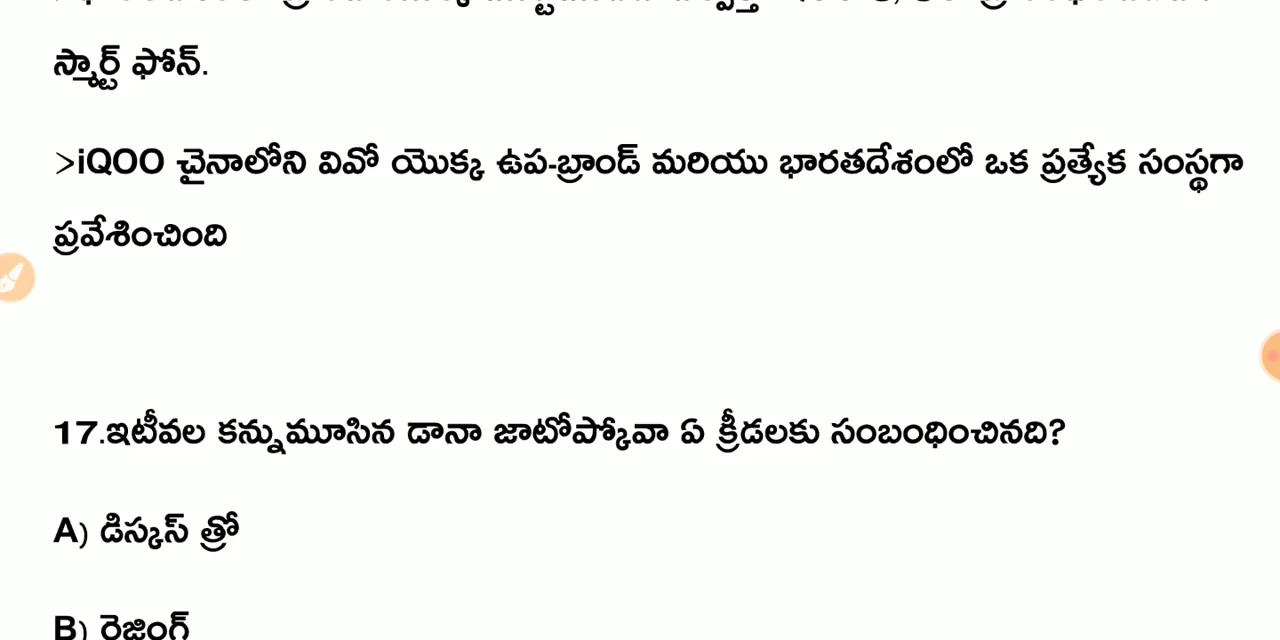 స్మార్ట్ ఫోన్.
>iQOO చైనాలోని వివో యొక్క ఉప-బ్రాండ్ మరియు భారతదేశంలో ఒక ప్రత్యేక సంస్థగా
ప్రవేశించింది
17.ఇటీవల కన్నుమూసిన డానా జాటోప్కోవా ఏ క్రీడలకు సంబంధించినది?
A) డిస్కస్ త్రో
B) రెజ్లింగ్